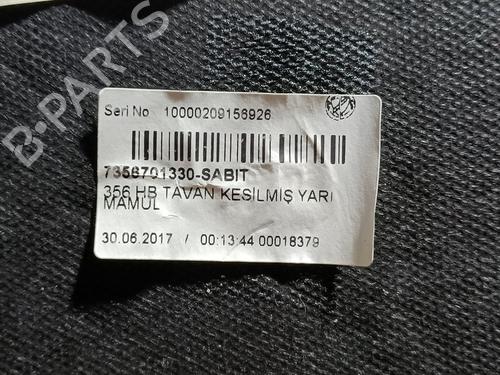 B-PARTS
Seri No 10000209156926
7356701330-SABIT
356 HB TAVAN KESİLMİŞ YARI
MAMUL
30.06.2017 / 00:13:44 00018379